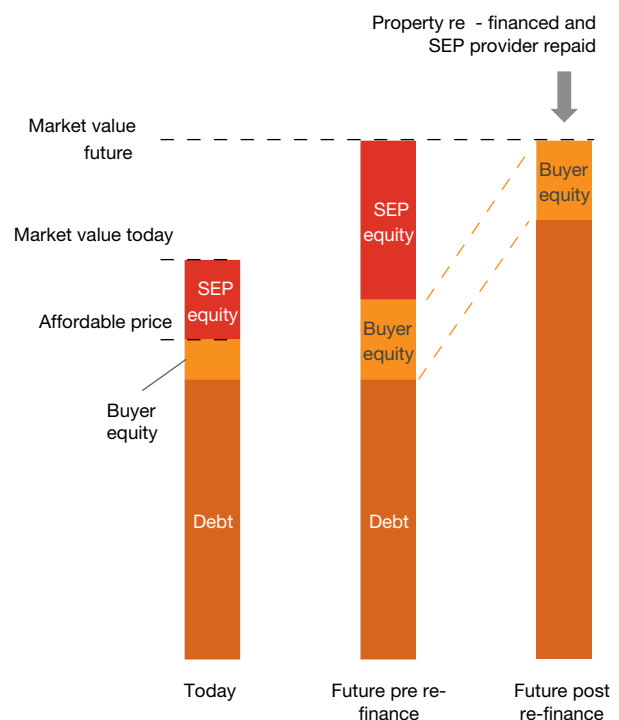 Property re - financed and
SEP provider repaid
Market value
future
Buyer
equity
SEP
equity
Market value today
SEP
equity
Affordable price
Buyer
equity
Buyer
equity
Debt
Debt
Today
Future pre re-
finance
Future post
re-finance